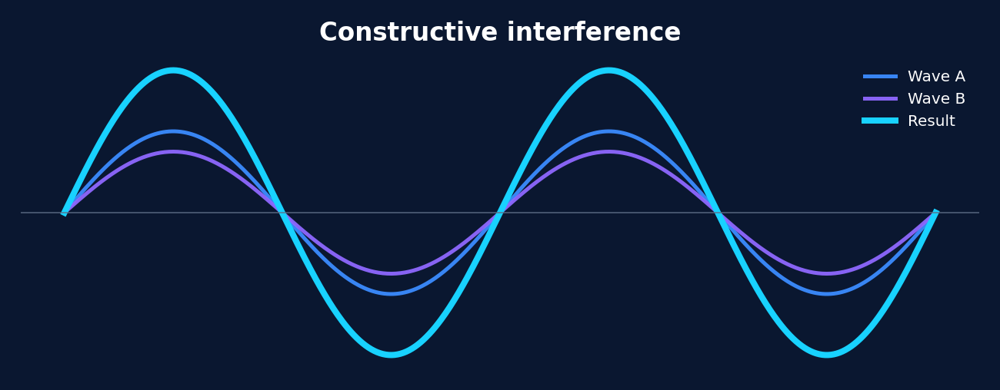 Constructive interference
Wave A
Wave B
Result